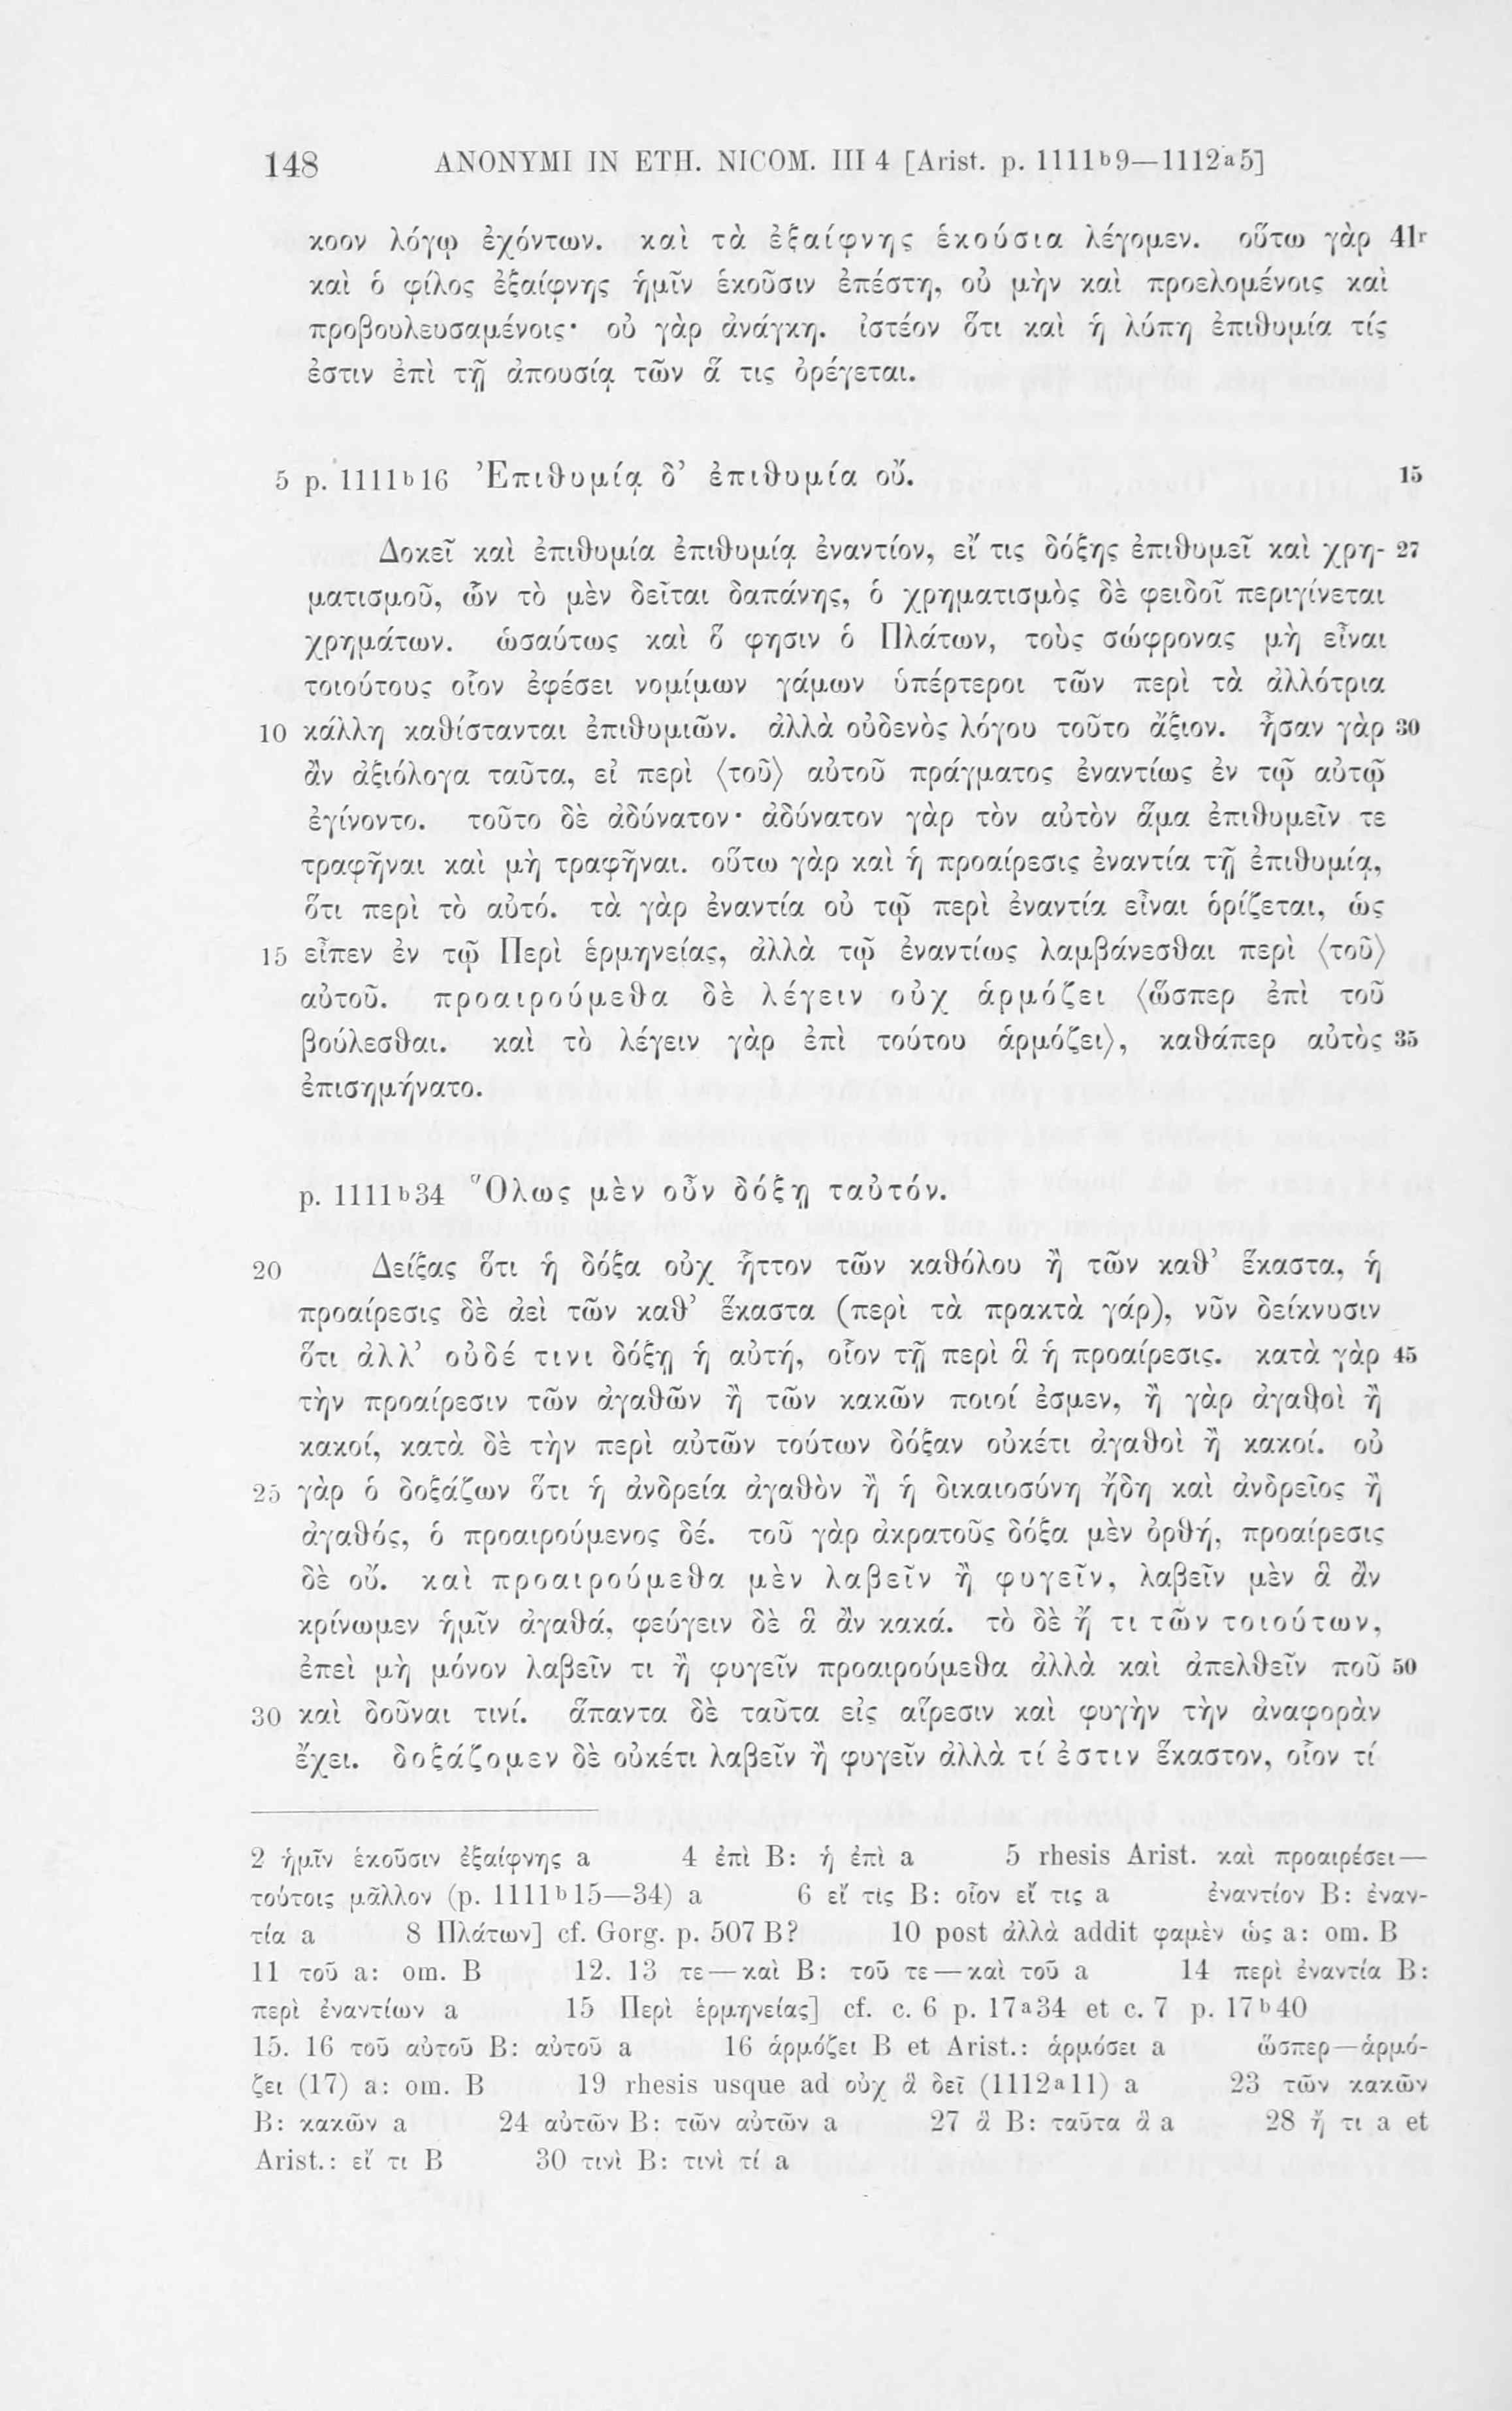 148 ANONYMI IN ETH. NICOM. III 4 [Arist. p. 1111b9—1112a5]
κοον λόγῳ ἐχόντων. καὶ τὰ ἐξαίφνης ἑκούσια λέγομεν. οὕτω γὰρ 41r
καὶ ὁ φίλος ἐξαίφνης ἡμῖν ἑκοῦσιν ἐπέστη, οὐ μὴν καὶ προελομένοις καὶ
προβουλευσαμένοις· οὐ γὰρ ἀνάγκη. ἰστέον ὅτι καὶ ἡ λύπη ἐπιθυμία τίς
ἐστιν ἐπὶ τῇ ἀπουσίᾳ τῶν ἅ τις ὀρέγεται.
5 p. 1111b16 Ἐπιθυμίᾳ δ’ ἐπιθυμία οὔ. 15
Δοκεῖ καὶ ἐπιθυμία ἐπιθυμίᾳ ἐναντίον, εἴ τις δόξης ἐπιθυμεῖ καὶ χρη- 27
ματισμοῦ, ὧν τὸ μὲν δεῖται δαπάνης, ὁ χρηματισμὸς δὲ φειδοῖ περιγίνεται
χρημάτων. ὡσαύτως καὶ ὅ φησιν ὁ Πλάτων, τοὺς σώφρονας μὴ εἶναι
τοιούτους οἷον ἐφέσει νομίμων γάμων ὑπέρτεροι τῶν περὶ τὰ ἀλλότρια
10 κάλλη καθίστανται ἐπιθυμιῶν. ἀλλὰ οὐδενὸς λόγου τοῦτο ἄξιον. ἦσαν γὰρ 30
ἂν ἀξιόλογα ταῦτα, εἰ περὶ ⟨τοῦ⟩ αὐτοῦ πράγματος ἐναντίως ἐν τῷ αὐτῷ
ἐγίνοντο. τοῦτο δὲ ἀδύνατον· ἀδύνατον γὰρ τὸν αὐτὸν ἅμα ἐπιθυμεῖν τε
τραφῆναι καὶ μὴ τραφῆναι. οὕτω γὰρ καὶ ἡ προαίρεσις ἐναντία τῇ ἐπιθυμίᾳ,
ὅτι περὶ τὸ αὐτό. τὰ γὰρ ἐναντία οὐ τῷ περὶ ἐναντία εἶναι ὁρίζεται, ὡς
15 εἶπεν ἐν τῷ Περὶ ἑρμηνείας, ἀλλὰ τῷ ἐναντίως λαμβάνεσθαι περὶ ⟨τοῦ⟩
αὐτοῦ. προαιρούμεθα δὲ λέγειν οὐχ ἁρμόζει ⟨ὥσπερ ἐπὶ τοῦ
βούλεσθαι. καὶ τὸ λέγειν γὰρ ἐπὶ τούτου ἁρμόζει⟩, καθάπερ αὐτὸς 35
ἐπισημήνατο.
p. 1111b34 Ὅλως μὲν οὖν δόξῃ ταὐτόν.
20 Δείξας ὅτι ἡ δόξα οὐχ ἧττον τῶν καθόλου ἢ τῶν καθ’ ἕκαστα, ἡ
προαίρεσις δὲ ἀεὶ τῶν καθ’ ἕκαστα (περὶ τὰ πρακτὰ γάρ), νῦν δείκνυσιν
ὅτι ἀλλ’ οὐδέ τινι δόξῃ ἡ αὐτή, οἷον τῇ περὶ ἃ ἡ προαίρεσις. κατὰ γὰρ 45
τὴν προαίρεσιν τῶν ἀγαθῶν ἢ τῶν κακῶν ποιοί ἐσμεν, ἢ γὰρ ἀγαθοὶ ἢ
κακοί, κατὰ δὲ τὴν περὶ αὐτῶν τούτων δόξαν οὐκέτι ἀγαθοὶ ἢ κακοί. οὐ
25 γὰρ ὁ δοξάζων ὅτι ἡ ἀνδρεία ἀγαθὸν ἢ ἡ δικαιοσύνη ἤδη καὶ ἀνδρεῖος ἢ
ἀγαθός, ὁ προαιρούμενος δέ. τοῦ γὰρ ἀκρατοῦς δόξα μὲν ὀρθή, προαίρεσις
δὲ οὔ. καὶ προαιρούμεθα μὲν λαβεῖν ἢ φυγεῖν, λαβεῖν μὲν ἃ ἂν
κρίνωμεν ἡμῖν ἀγαθά, φεύγειν δὲ ἃ ἂν κακά. τὸ δὲ ἤ τι τῶν τοιούτων,
ἐπεὶ μὴ μόνον λαβεῖν τι ἢ φυγεῖν προαιρούμεθα ἀλλὰ καὶ ἀπελθεῖν ποῦ 50
30 καὶ δοῦναι τινί. ἅπαντα δὲ ταῦτα εἰς αἵρεσιν καὶ φυγὴν τὴν ἀναφορὰν
ἔχει. δοξάζομεν δὲ οὐκέτι λαβεῖν ἢ φυγεῖν ἀλλὰ τί ἐστιν ἕκαστον, οἷον τί
2 ἡμῖν ἑκοῦσιν ἐξαίφνης a 4 ἐπὶ B: ἡ ἐπὶ a 5 rhesis Arist. καὶ προαιρέσει—
τούτοις μᾶλλον (p. 1111b15—34) a 6 εἴ τις B: οἷον εἴ τις a ἐναντίον B: ἐναν-
τία a 8 Πλάτων] cf. Gorg. p. 507 B? 10 post ἀλλὰ addit φαμὲν ὡς a: om. B
11 τοῦ a: om. B 12. 13 τε—καὶ B: τοῦ τε—καὶ τοῦ a 14 περὶ ἐναντία B:
περὶ ἐναντίων a 15 Περὶ ἑρμηνείας] cf. c. 6 p. 17a34 et c. 7 p. 17b40
15. 16 τοῦ αὐτοῦ B: αὐτοῦ a 16 ἁρμόζει B et Arist.: ἁρμόσει a ὥσπερ—ἁρμό-
ζει (17) a: om. B 19 rhesis usque ad οὐχ ἃ δεῖ (1112a11) a 23 τῶν κακῶν
B: κακῶν a 24 αὐτῶν B: τῶν αὐτῶν a 27 ἃ B: ταῦτα ἃ a 28 ἤ τι a et
Arist.: εἴ τι B 30 τινὶ B: τινὶ τί a